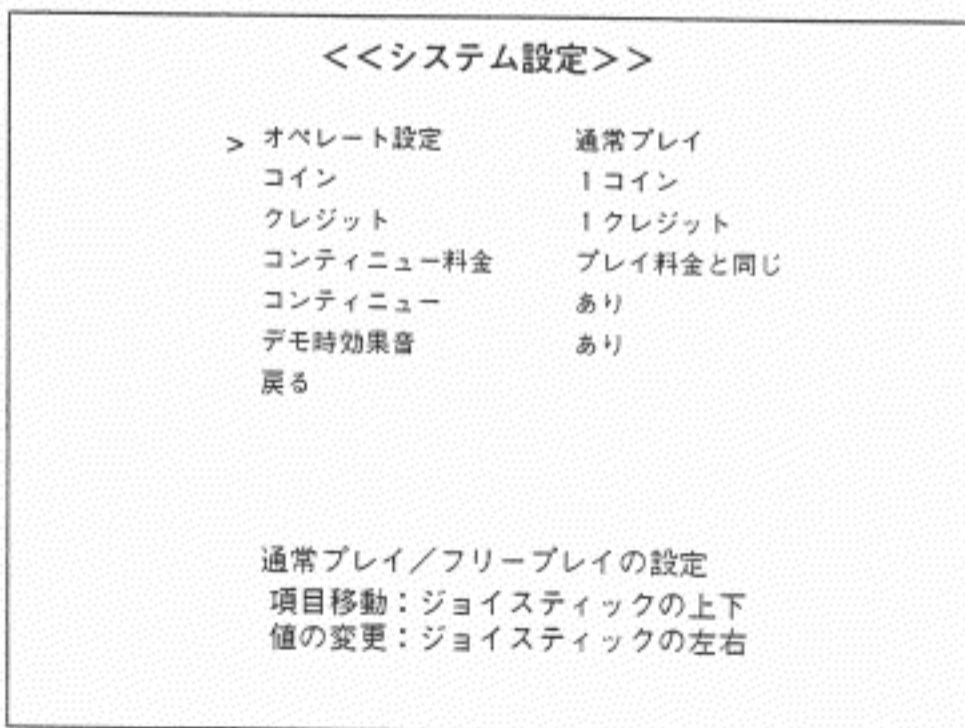 <<システム設定>>
> オペレート設定 通常プレイ
コイン 1コイン
クレジット 1クレジット
コンティニュー料金 プレイ料金と同じ
コンティニュー あり
デモ時効果音 あり
戻る
通常プレイ/フリープレイの設定
項目移動:ジョイスティックの上下
値の変更:ジョイスティックの左右